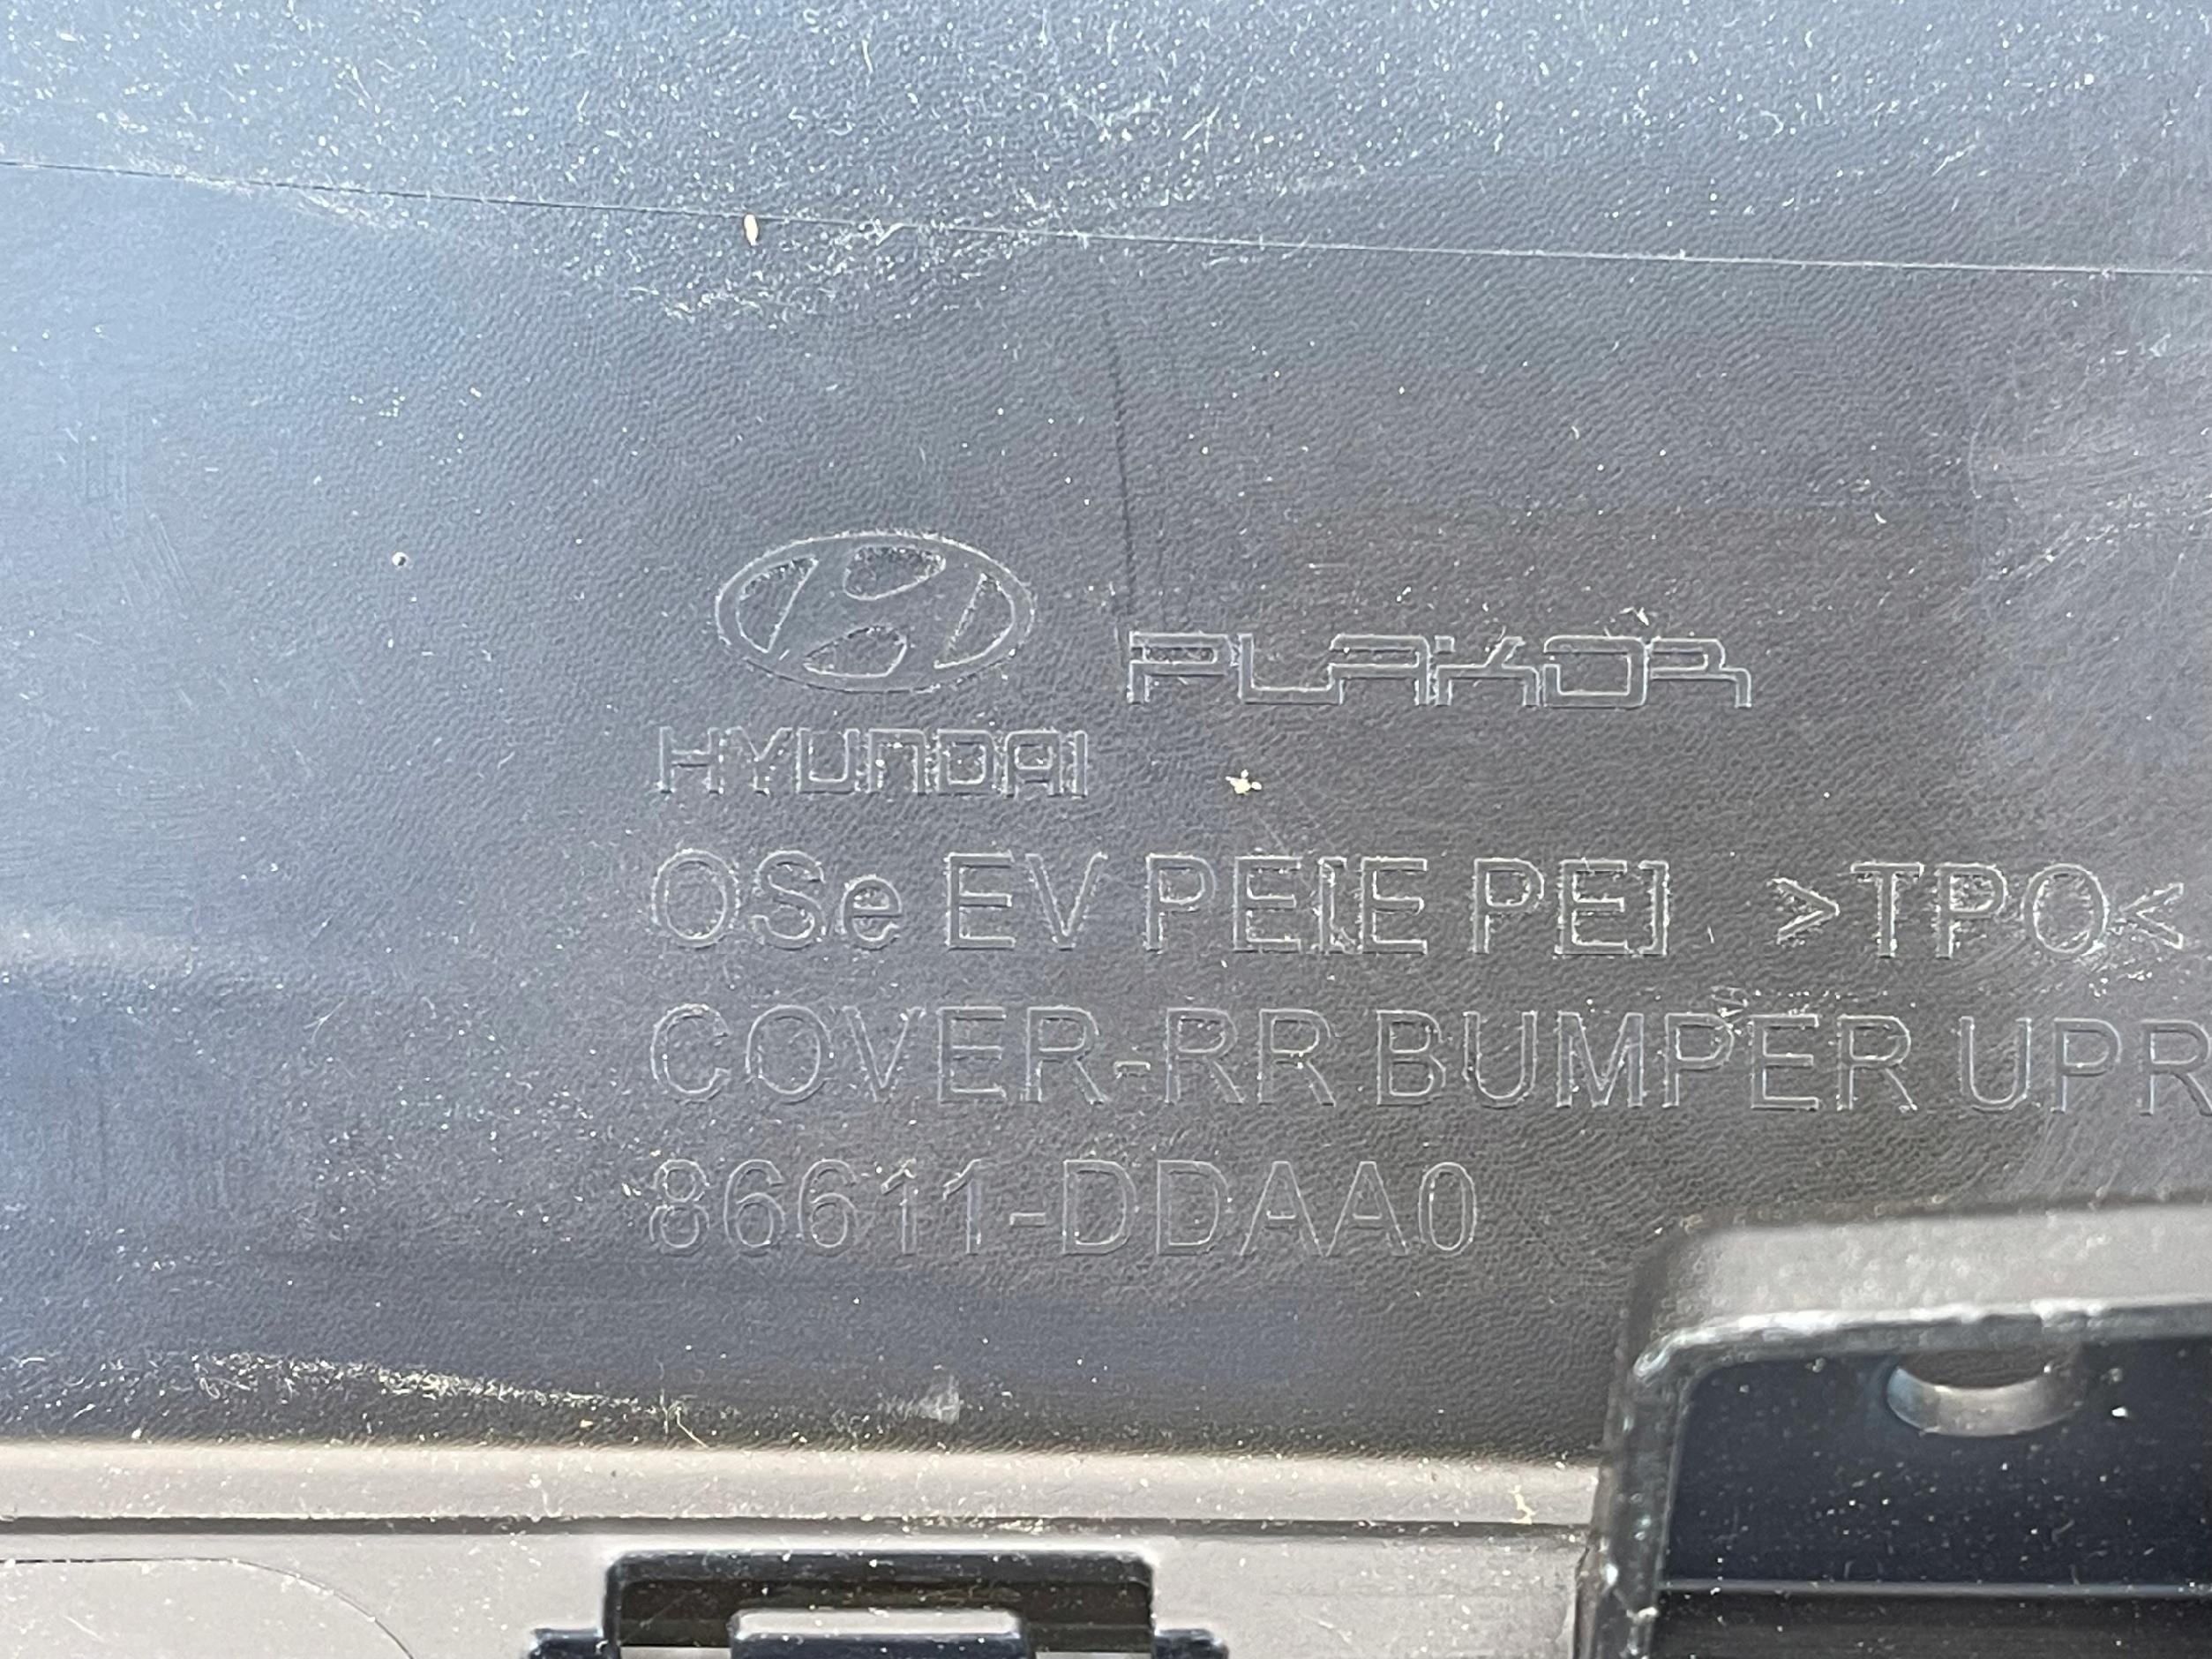 PLAKOR
HYUNDAI
OSe EV PE[E PE] >TPO<
COVER-RR BUMPER UPR
86611-DDAA0